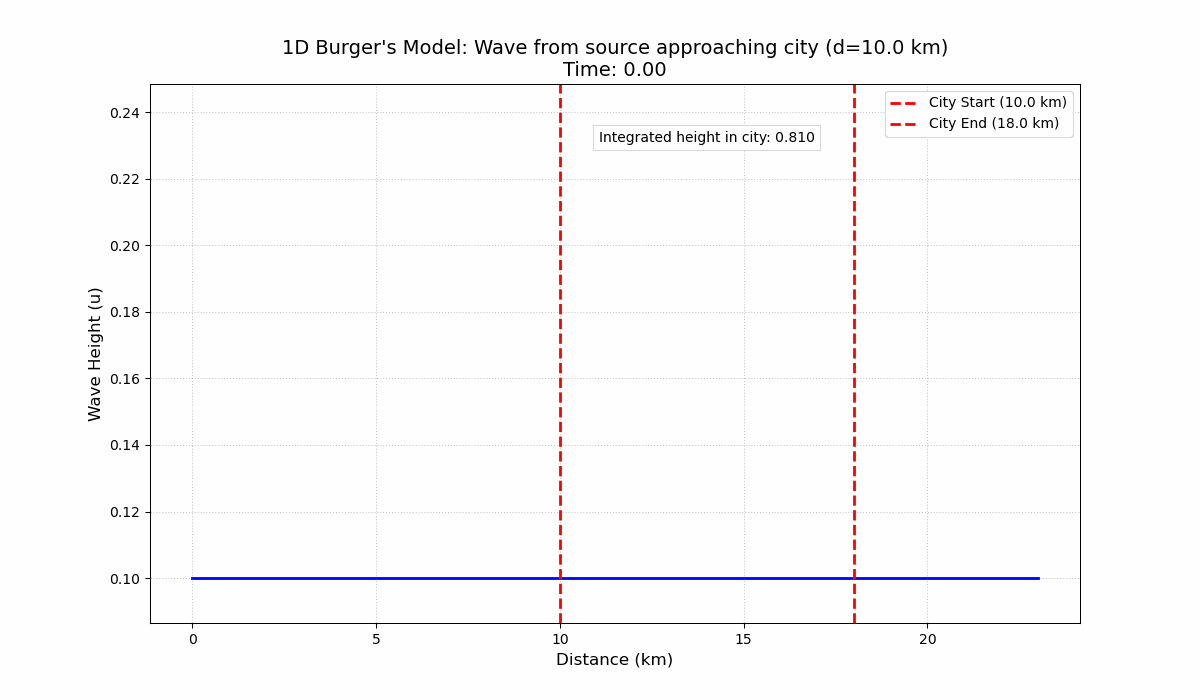 1D Burger's Model: Wave from source approaching city (d=10.0 km)
Time: 0.00
City Start (10.0 km)
City End (18.0 km)
Integrated height in city: 0.810
Wave Height (u)
0.24
0.22
0.20
0.18
0.16
0.14
0.12
0.10
0
5
10
15
20
Distance (km)